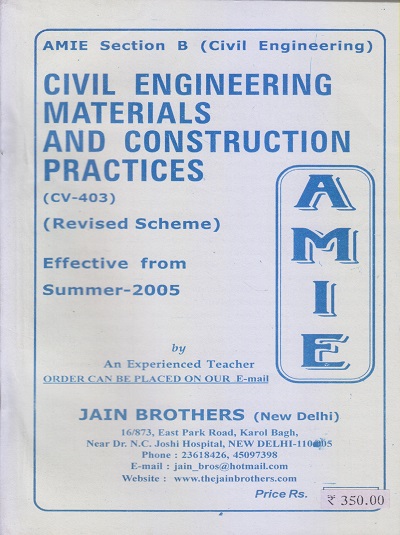 AMIE Section B (Civil Engineering)
CIVIL ENGINEERING
MATERIALS
AND CONSTRUCTION
PRACTICES
(CV-403)
(Revised Scheme)
Effective from
Summer-2005
A
M
I
E
by
An Experienced Teacher
ORDER CAN BE PLACED ON OUR E-mail
JAIN BROTHERS (New Delhi)
16/873, East Park Road, Karol Bagh,
Near Dr. N.C. Joshi Hospital, NEW DELHI-110005
Phone : 23618426, 45097398
E-mail : jain_bros@hotmail.com
Website : www.thejainbrothers.com
Price Rs. ₹ 350.00